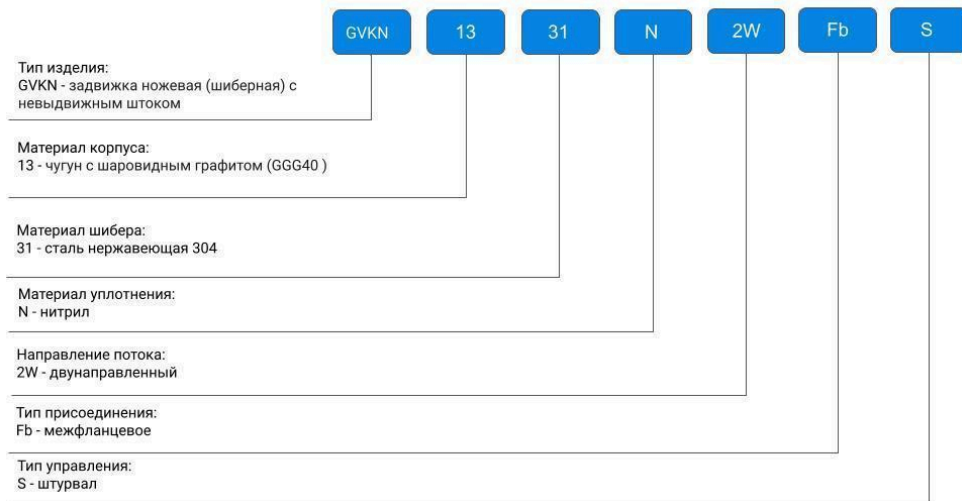 GVKN 13 31 N 2W Fb S
Тип изделия:
GVKN - задвижка ножевая (шиберная) с
невыдвижным штоком
Материал корпуса:
13 - чугун с шаровидным графитом (GGG40 )
Материал шибера:
31 - сталь нержавеющая 304
Материал уплотнения:
N - нитрил
Направление потока:
2W - двунаправленный
Тип присоединения:
Fb - межфланцевое
Тип управления:
S - штурвал